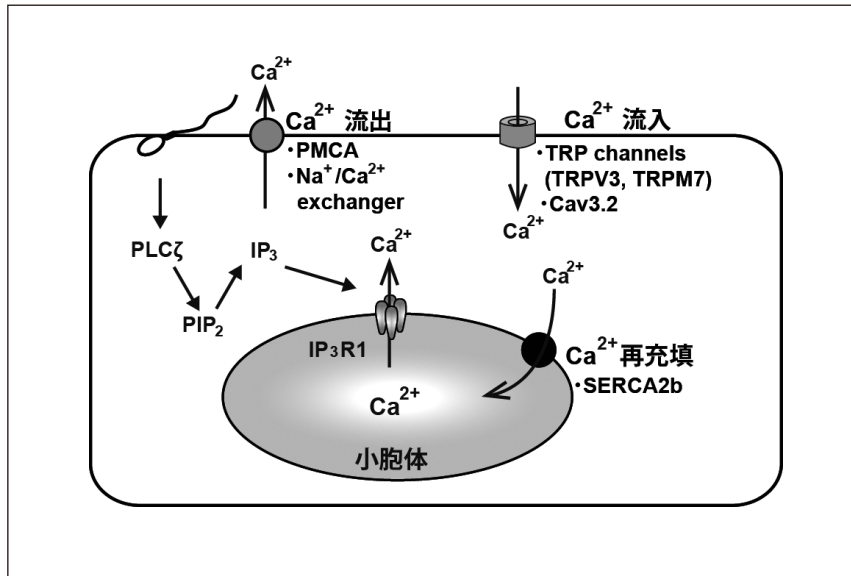 Ca²⁺
Ca²⁺ 流出
・PMCA
・Na⁺/Ca²⁺
exchanger
Ca²⁺ 流入
・TRP channels
(TRPV3, TRPM7)
・Cav3.2
Ca²⁺
PLCζ
IP₃
PIP₂
Ca²⁺
IP₃R1
Ca²⁺
Ca²⁺
Ca²⁺再充填
・SERCA2b
小胞体